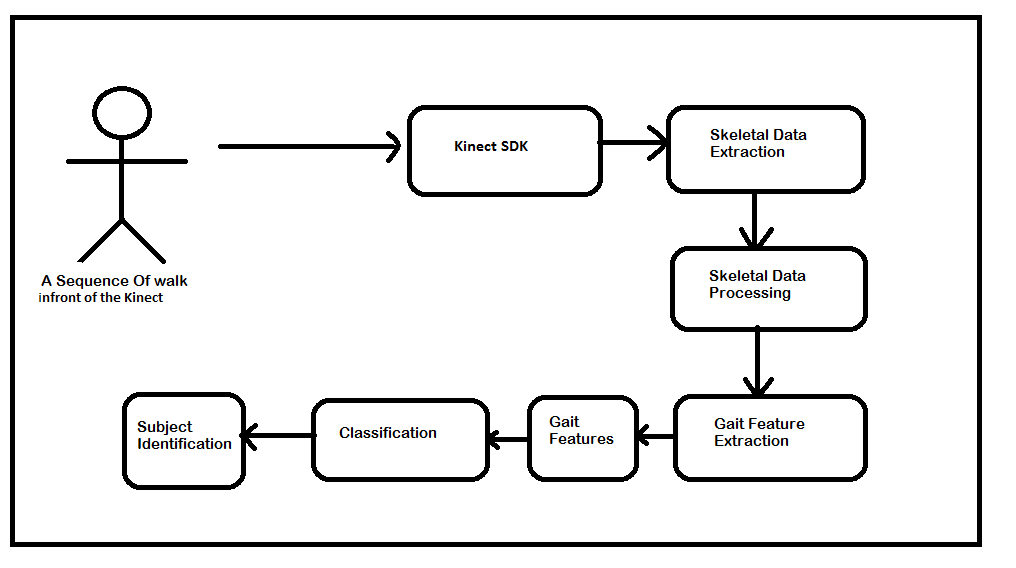 Kinect SDK
Skeletal Data
Extraction
A Sequence Of walk
infront of the Kinect
Skeletal Data
Processing
Gait Feature
Extraction
Gait
Features
Classification
Subject
Identification